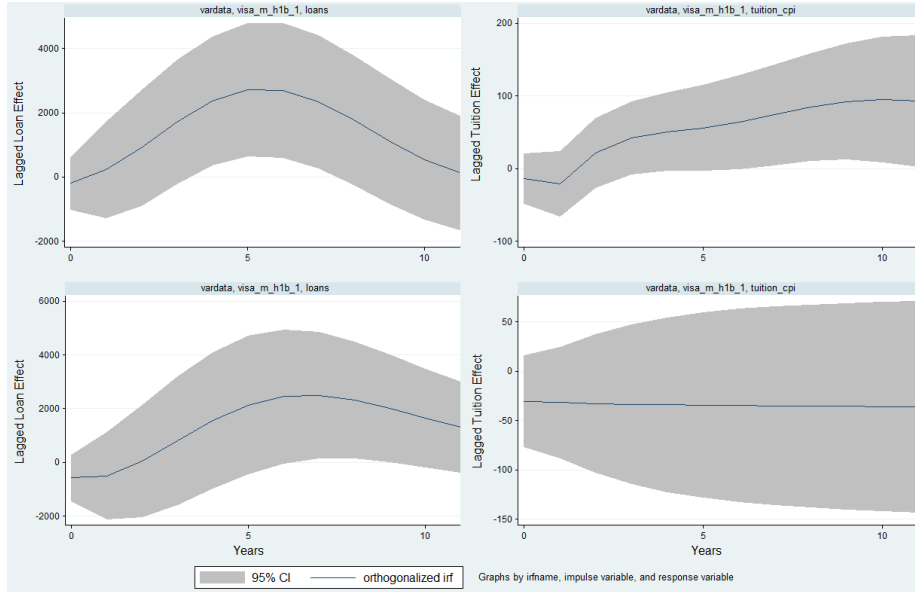 vardata, visa_m_h1b_1, loans
Lagged Loan Effect
4000
2000
0
-2000
0
5
10
vardata, visa_m_h1b_1, tuition_cpi
Lagged Tuition Effect
200
100
0
-100
0
5
10
vardata, visa_m_h1b_1, loans
Lagged Loan Effect
6000
4000
2000
0
-2000
0
5
10
Years
vardata, visa_m_h1b_1, tuition_cpi
Lagged Tuition Effect
50
0
-50
-100
-150
0
5
10
Years
95% CI
orthogonalized irf
Graphs by irfname, impulse variable, and response variable